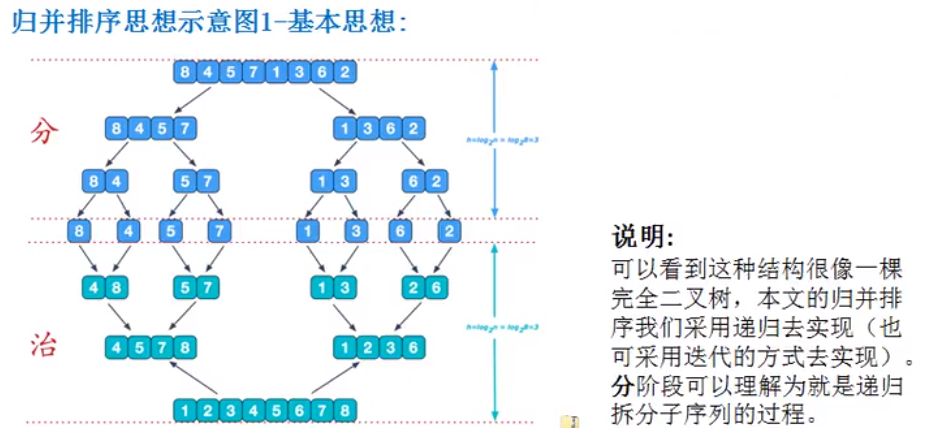 归并排序思想示意图1-基本思想:
8 4 5 7 1 3 6 2
分
8 4 5 7
1 3 6 2
h=log₂n = log₂8=3
8 4
5 7
1 3
6 2
8
4
5
7
1
3
6
2
4 8
5 7
1 3
2 6
治
4 5 7 8
1 2 3 6
h=log₂n = log₂8=3
1 2 3 4 5 6 7 8
说明:
可以看到这种结构很像一棵
完全二叉树，本文的归并排
序我们采用递归去实现（也
可采用迭代的方式去实现）。
分阶段可以理解为就是递归
拆分子序列的过程。